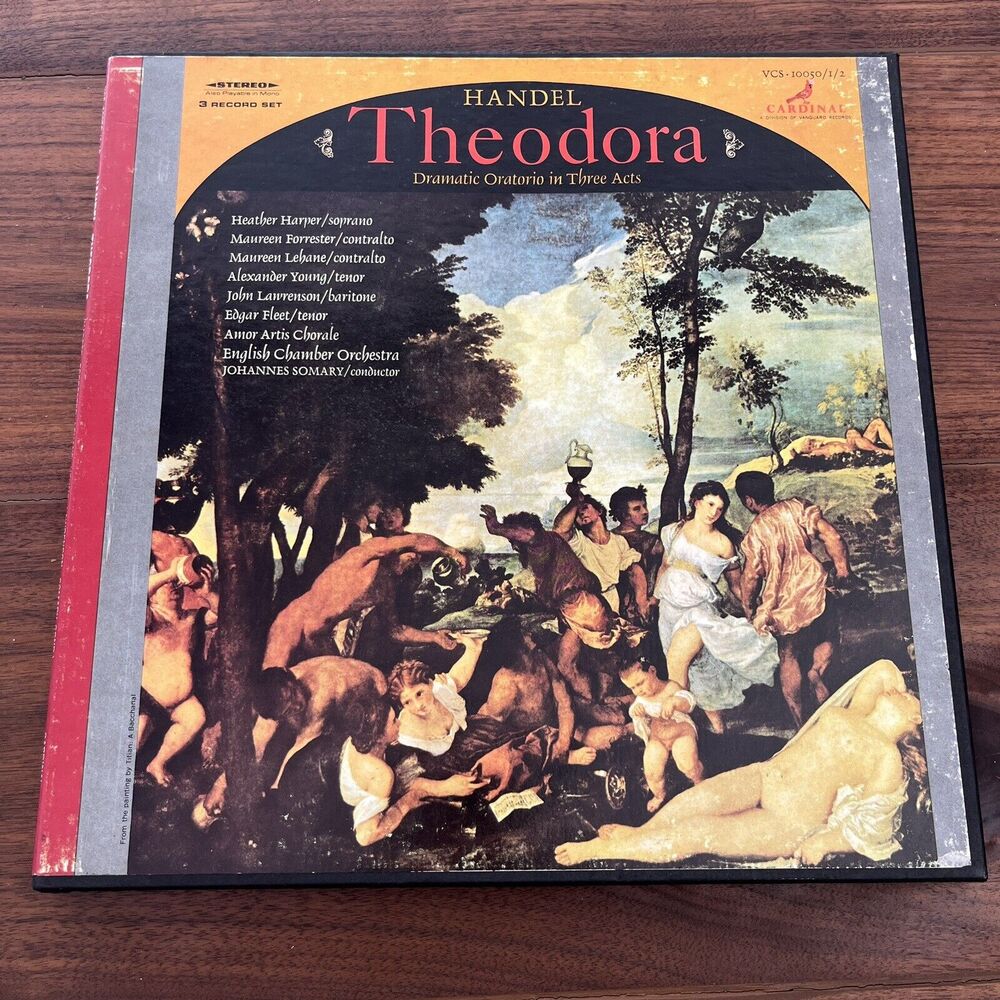 ◄STEREO►
Also Playable in Mono
3 RECORD SET
VCS·10050/1/2
CARDINAL
A DIVISION OF VANGUARD RECORDS
HANDEL
Theodora
Dramatic Oratorio in Three Acts
Heather Harper/soprano
Maureen Forrester/contralto
Maureen Lehane/contralto
Alexander Young/tenor
John Lawrenson/baritone
Edgar Fleet/tenor
Amor Artis Chorale
English Chamber Orchestra
JOHANNES SOMARY/conductor
From the painting by Titian: A Bacchanal